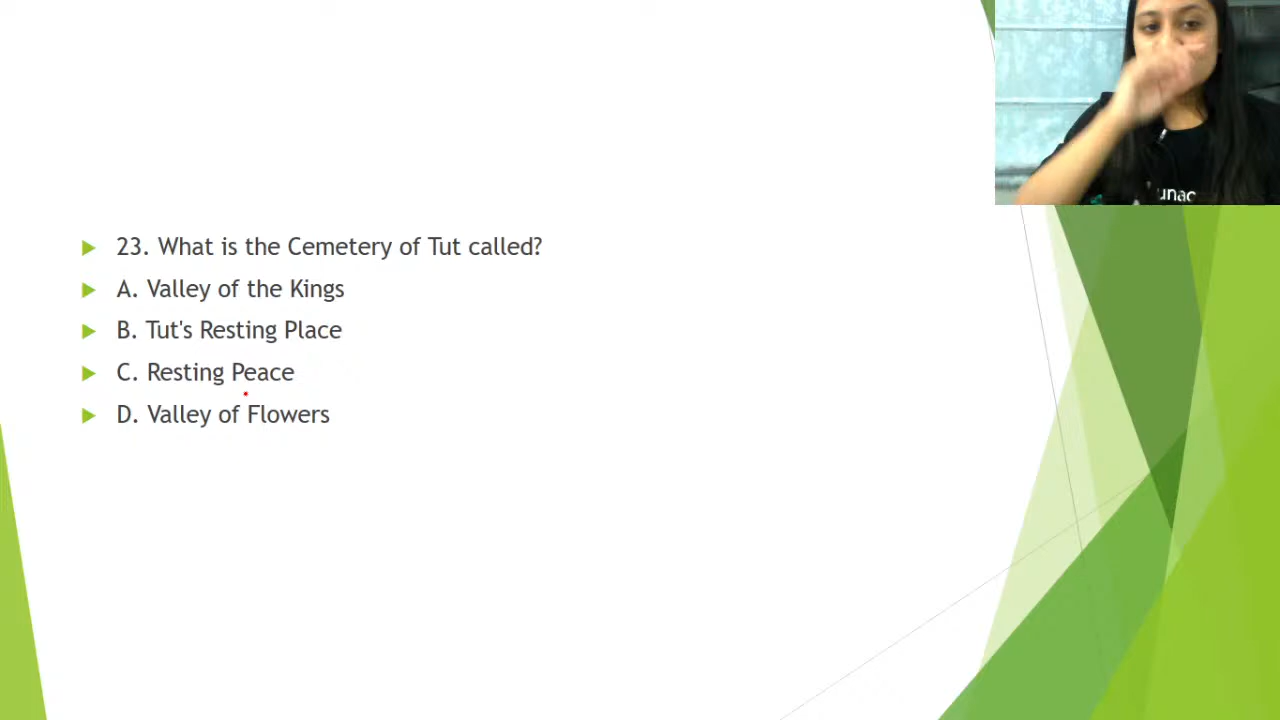 23. What is the Cemetery of Tut called?
A. Valley of the Kings
B. Tut's Resting Place
C. Resting Peace
D. Valley of Flowers